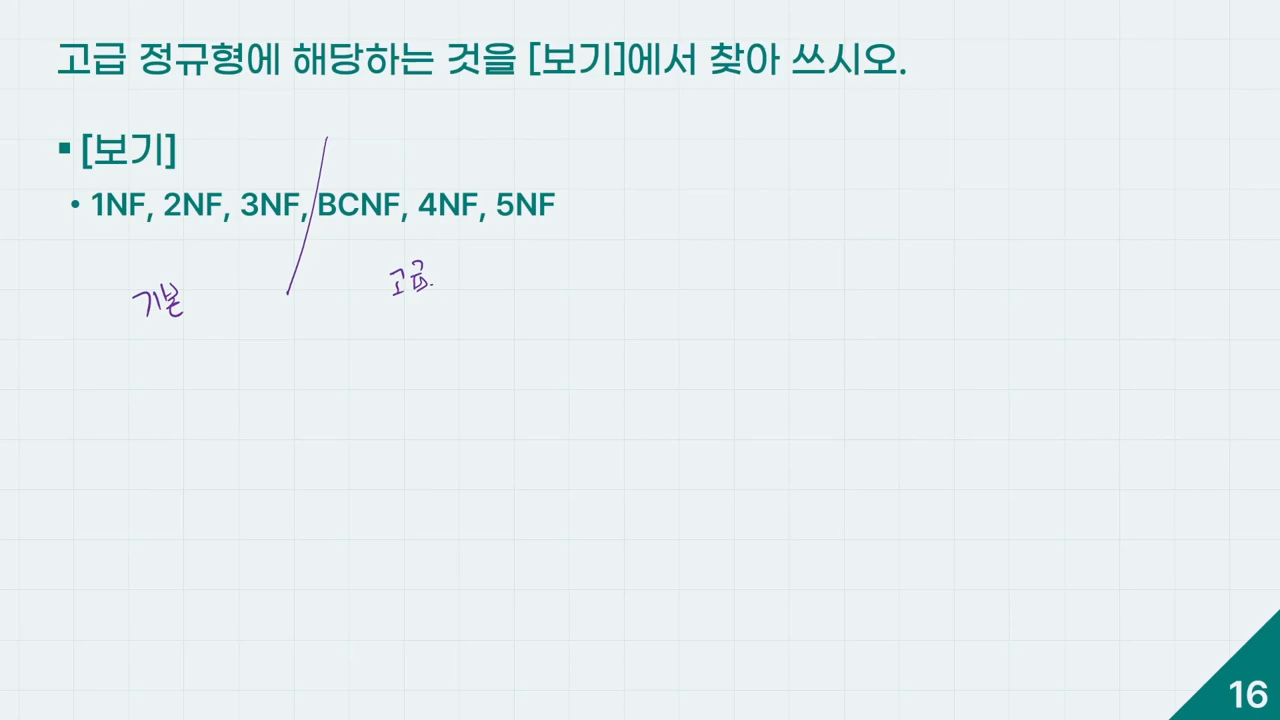 고급 정규형에 해당하는 것을 [보기]에서 찾아 쓰시오.
▪ [보기]
• 1NF, 2NF, 3NF, BCNF, 4NF, 5NF
기본
고급.
16